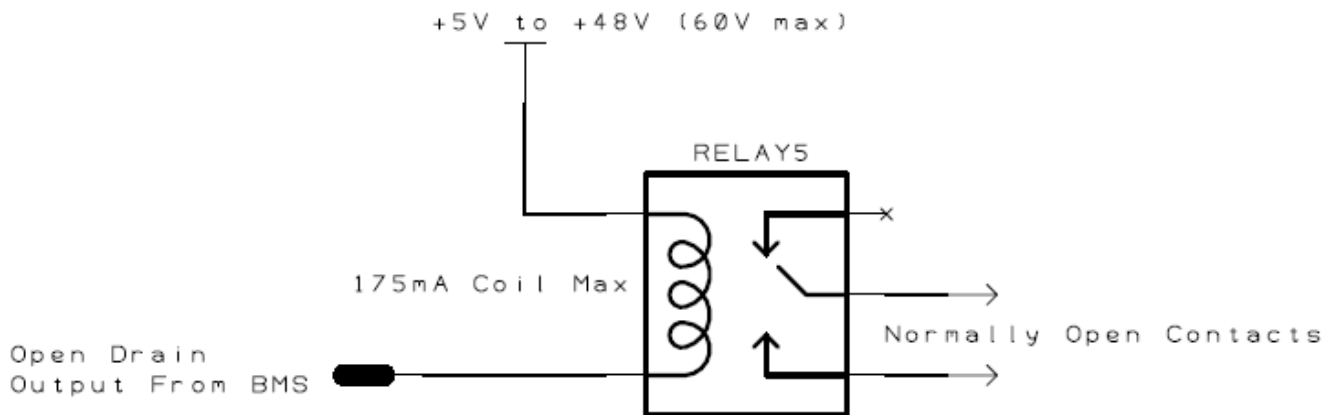 +5V to +48V (60V max)
RELAY5
175mA Coil Max
Normally Open Contacts
Open Drain
Output From BMS